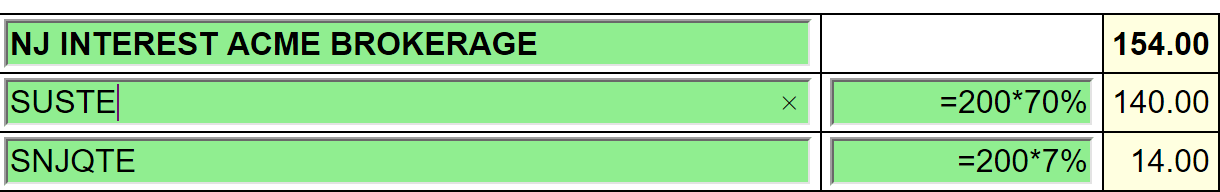 NJ INTEREST ACME BROKERAGE 154.00
SUSTE × =200*70% 140.00
SNJQTE =200*7% 14.00